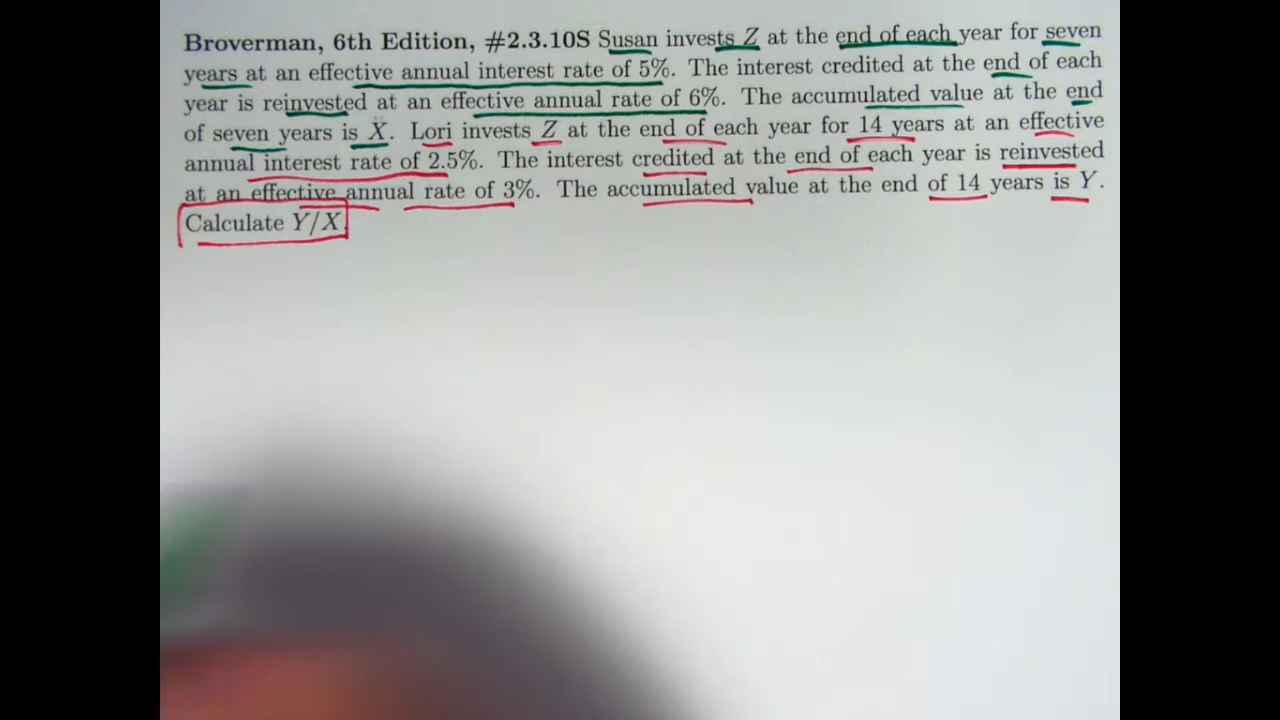 Broverman, 6th Edition, #2.3.10S Susan invests Z at the end of each year for seven
years at an effective annual interest rate of 5%. The interest credited at the end of each
year is reinvested at an effective annual rate of 6%. The accumulated value at the end
of seven years is X. Lori invests Z at the end of each year for 14 years at an effective
annual interest rate of 2.5%. The interest credited at the end of each year is reinvested
at an effective annual rate of 3%. The accumulated value at the end of 14 years is Y.
Calculate Y/X